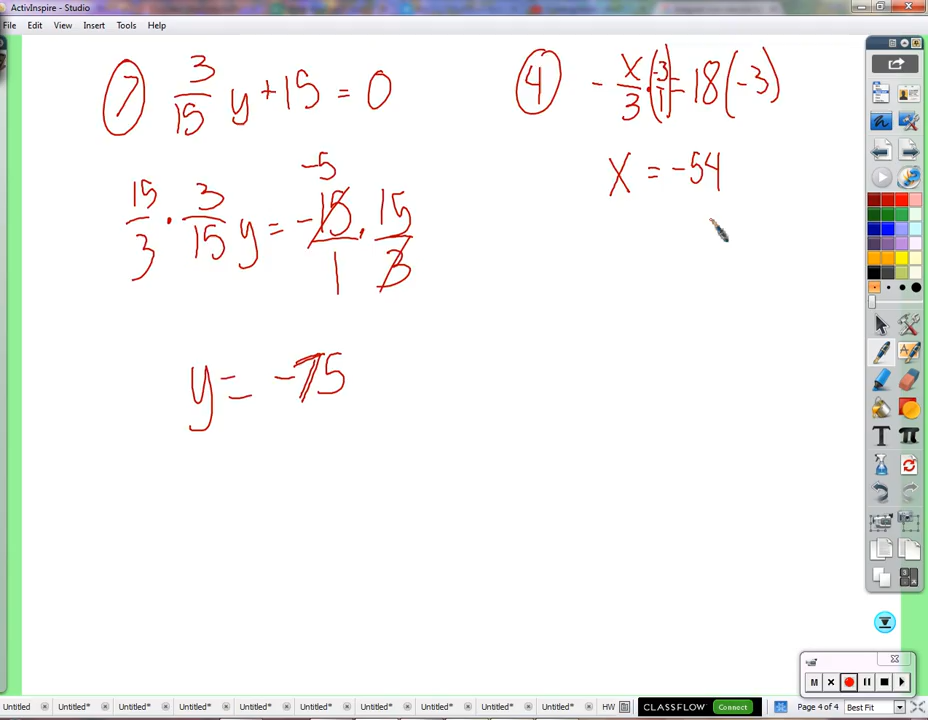 ActivInspire - Studio
File Edit View Insert Tools Help
7 3/15 y + 15 = 0
15/3 · 3/15 y = -15/1 · 15/3
-5
y = -75
4 - x/3 · (-3/1) = 18(-3)
x = -54
Untitled Untitled Untitled Untitled Untitled Untitled Untitled Untitled Untitled Untitled HW CLASSFLOW Connect Page 4 of 4 Best Fit